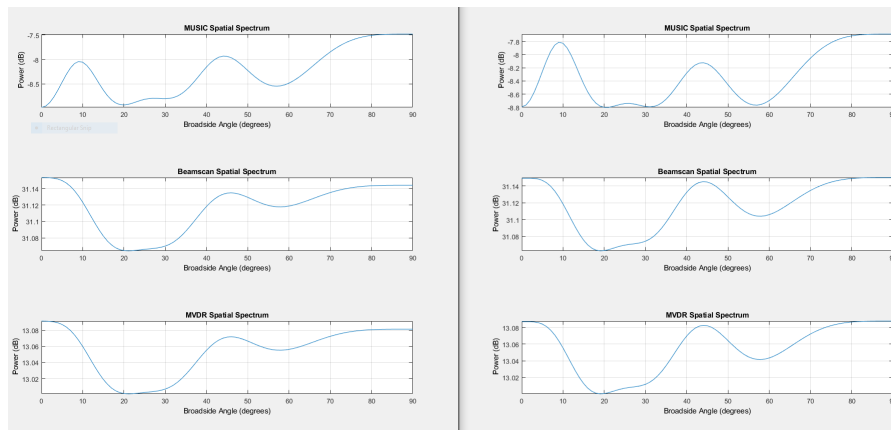 MUSIC Spatial Spectrum
-7.5
-8
-8.5
Power (dB)
0 10 20 30 40 50 60 70 80 90
Broadside Angle (degrees)
Rectangular Snip
Beamscan Spatial Spectrum
31.14
31.12
31.1
31.08
Power (dB)
0 10 20 30 40 50 60 70 80 90
Broadside Angle (degrees)
MVDR Spatial Spectrum
13.08
13.06
13.04
13.02
Power (dB)
0 10 20 30 40 50 60 70 80 90
Broadside Angle (degrees)
MUSIC Spatial Spectrum
-7.8
-8
-8.2
-8.4
-8.6
-8.8
Power (dB)
0 10 20 30 40 50 60 70 80
Broadside Angle (degrees)
Beamscan Spatial Spectrum
31.14
31.12
31.1
31.08
Power (dB)
0 10 20 30 40 50 60 70 80
Broadside Angle (degrees)
MVDR Spatial Spectrum
13.08
13.06
13.04
13.02
Power (dB)
0 10 20 30 40 50 60 70 80
Broadside Angle (degrees)